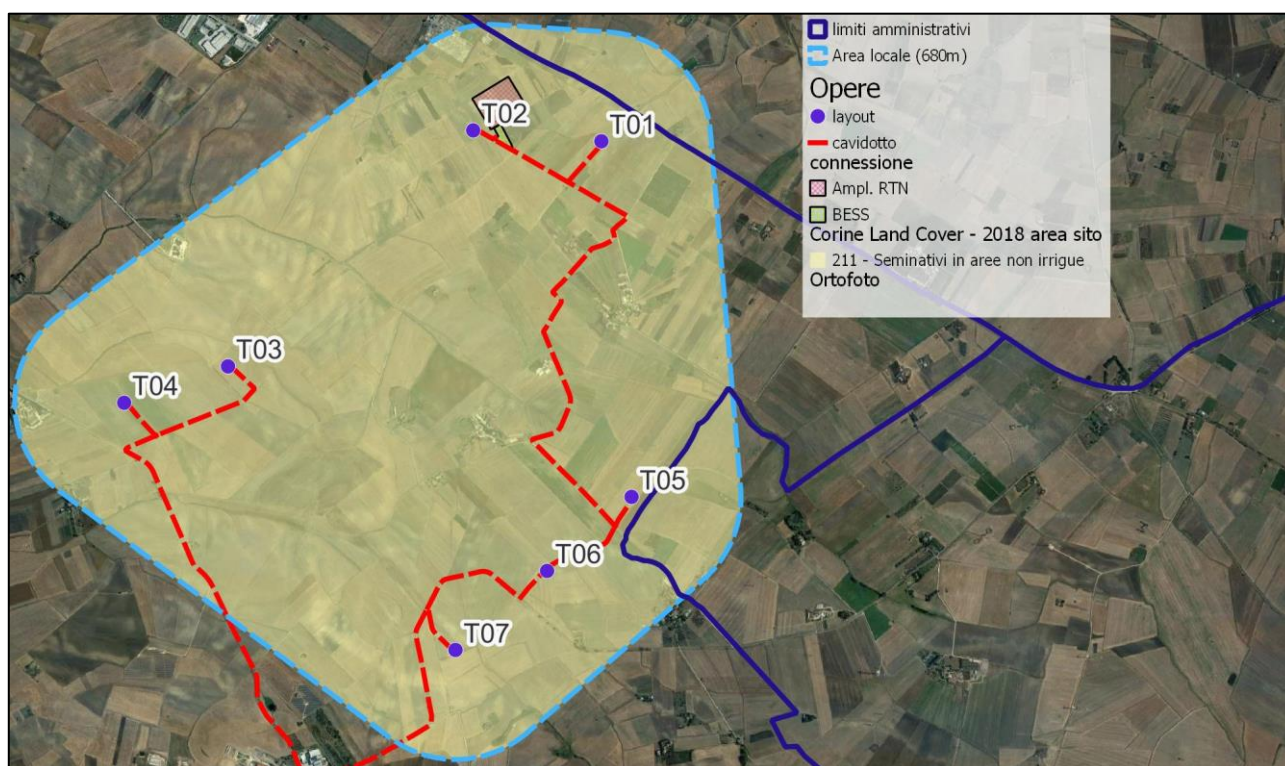 limiti amministrativi
Area locale (680m)
Opere
layout
cavidotto
connessione
Ampl. RTN
BESS
Corine Land Cover - 2018 area sito
211 - Seminativi in aree non irrigue
Ortofoto
T02
T01
T03
T04
T05
T06
T07